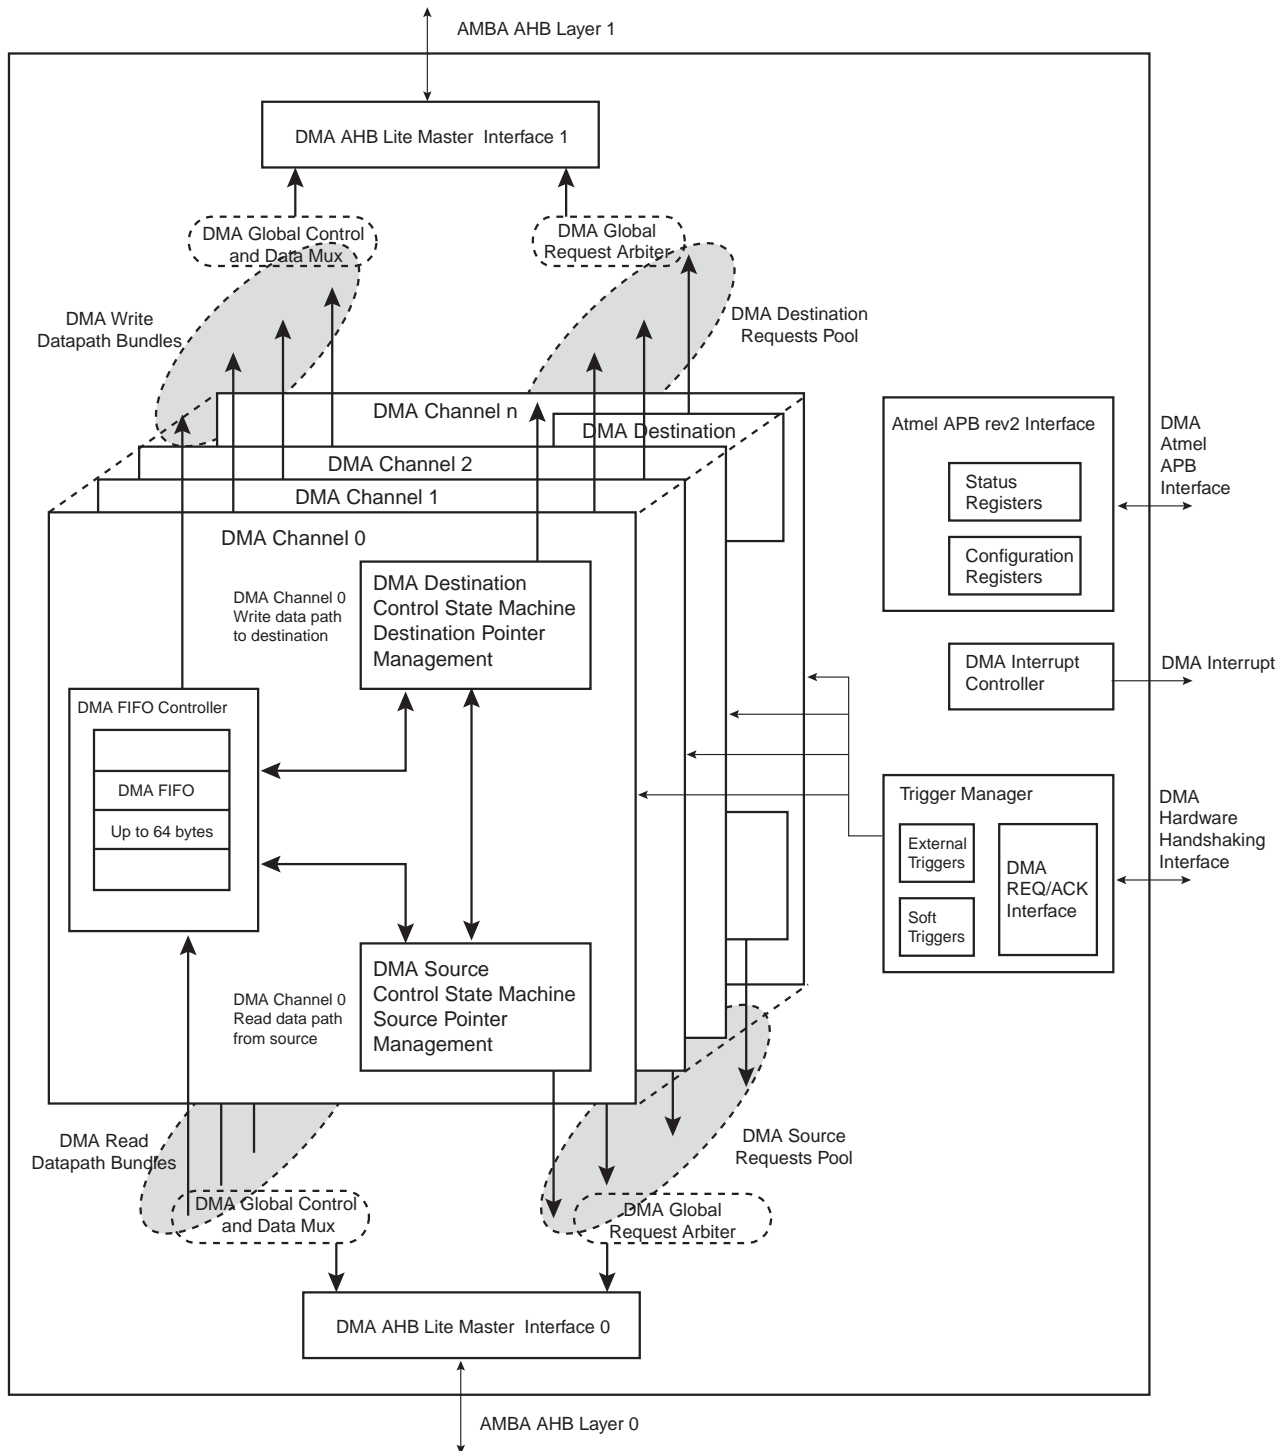 AMBA AHB Layer 1
DMA AHB Lite Master Interface 1
DMA Global Control
and Data Mux
DMA Global
Request Arbiter
DMA Write
Datapath Bundles
DMA Destination
Requests Pool
DMA Channel n
DMA Destination
DMA Channel 2
DMA Channel 1
DMA Channel 0
DMA Destination
Control State Machine
Destination Pointer
Management
DMA Channel 0
Write data path
to destination
DMA FIFO Controller
DMA FIFO
Up to 64 bytes
DMA Source
Control State Machine
Source Pointer
Management
DMA Channel 0
Read data path
from source
Atmel APB rev2 Interface
Status
Registers
Configuration
Registers
DMA
Atmel
APB
Interface
DMA Interrupt
Controller
DMA Interrupt
Trigger Manager
External
Triggers
Soft
Triggers
DMA
REQ/ACK
Interface
DMA
Hardware
Handshaking
Interface
DMA Read
Datapath Bundles
DMA Source
Requests Pool
DMA Global Control
and Data Mux
DMA Global
Request Arbiter
DMA AHB Lite Master Interface 0
AMBA AHB Layer 0